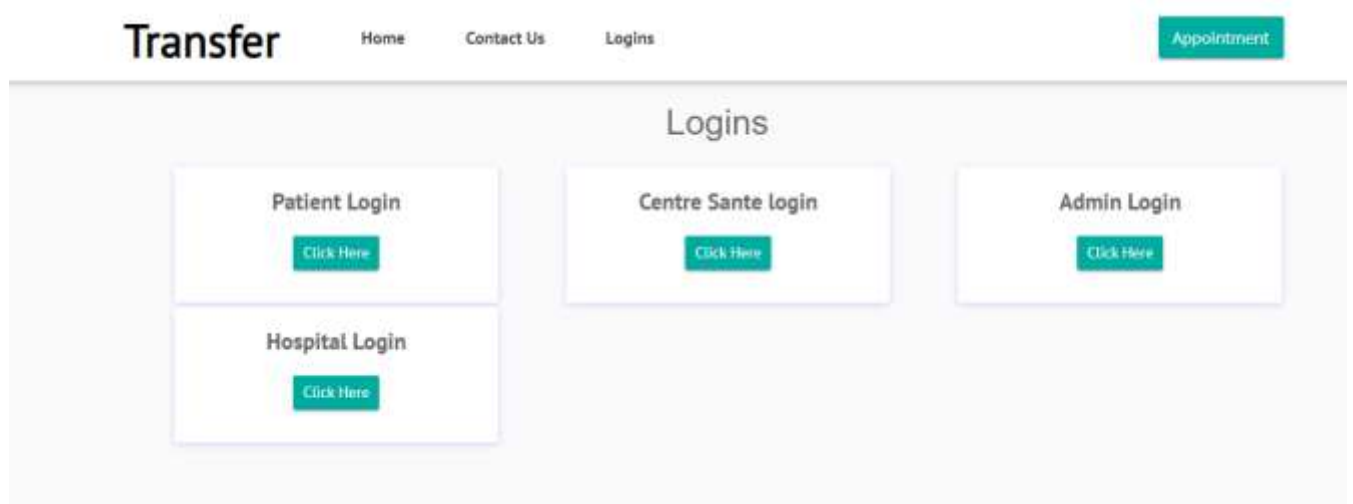 Transfer Home Contact Us Logins Appointment
Logins
Patient Login Centre Sante login Admin Login
Click Here Click Here Click Here
Hospital Login
Click Here